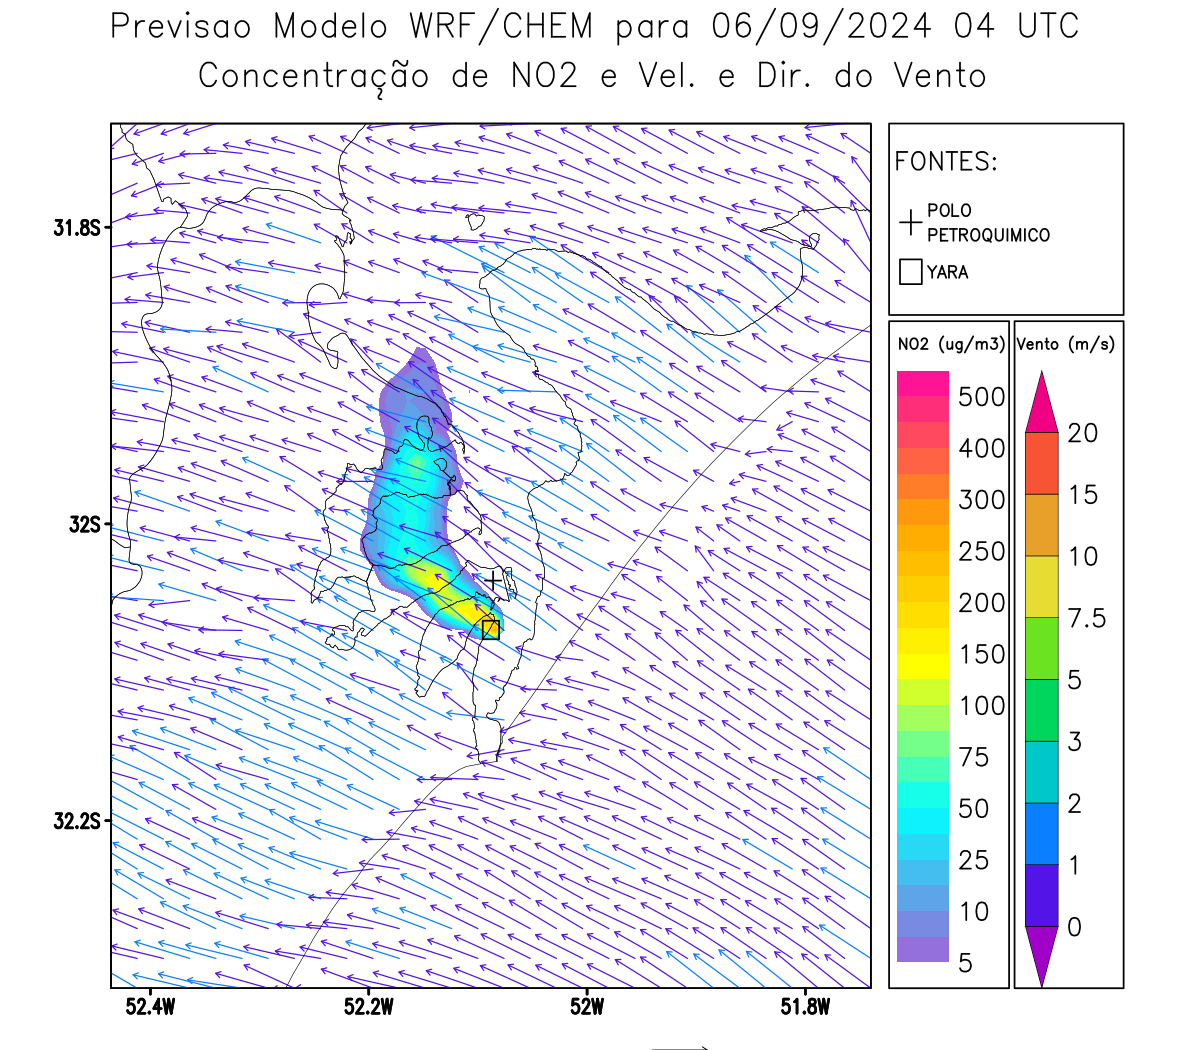 Previsao Modelo WRF/CHEM para 06/09/2024 04 UTC
Concentração de NO2 e Vel. e Dir. do Vento
FONTES:
POLO
PETROQUIMICO
YARA
NO2 (ug/m3)
500
400
300
250
200
150
100
75
50
25
10
5
Vento (m/s)
20
15
10
7.5
5
3
2
1
0
31.8S
32S
32.2S
52.4W
52.2W
52W
51.8W